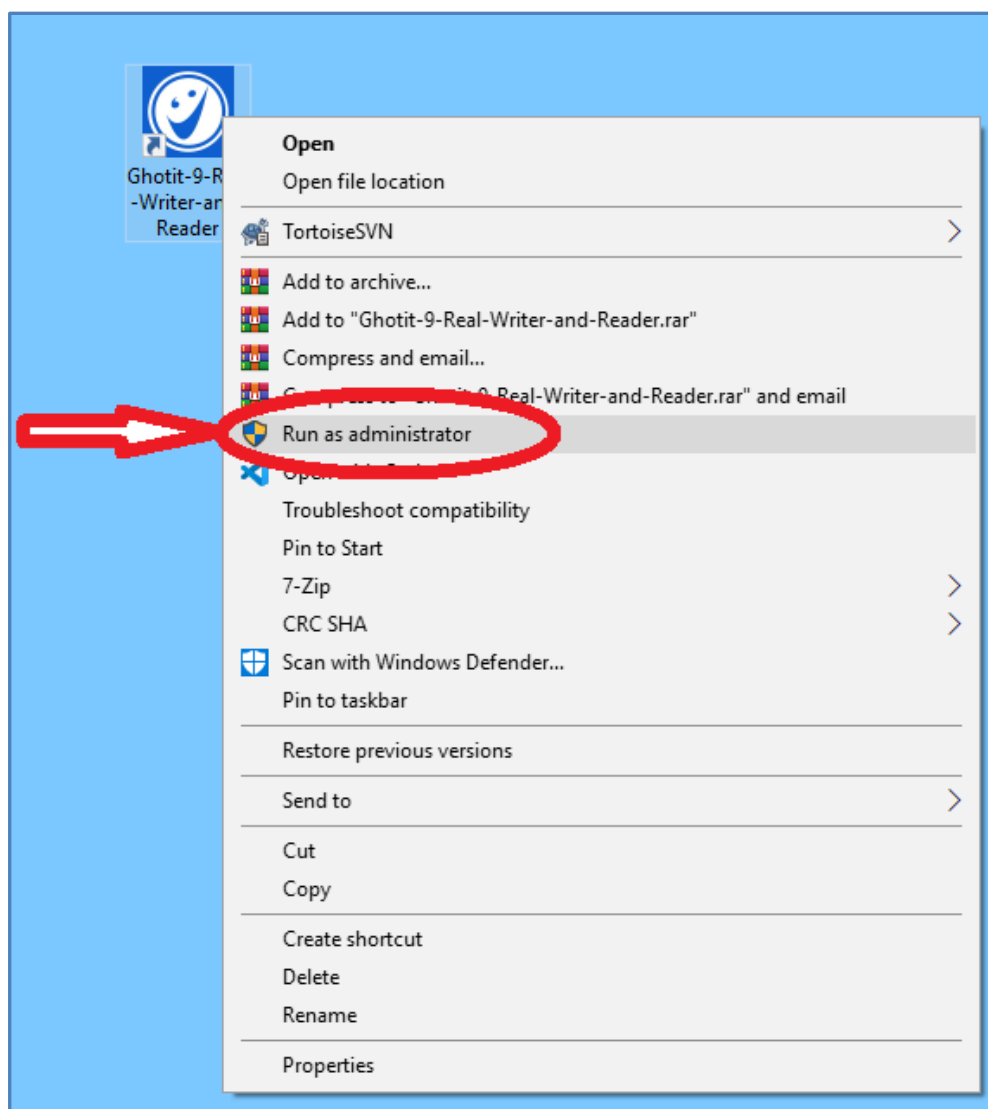 Ghotit-9-R
-Writer-an
Reader
Open
Open file location
TortoiseSVN
Add to archive...
Add to "Ghotit-9-Real-Writer-and-Reader.rar"
Compress and email...
Compress to "Ghotit-9-Real-Writer-and-Reader.rar" and email
Run as administrator
Open
Troubleshoot compatibility
Pin to Start
7-Zip
CRC SHA
Scan with Windows Defender...
Pin to taskbar
Restore previous versions
Send to
Cut
Copy
Create shortcut
Delete
Rename
Properties